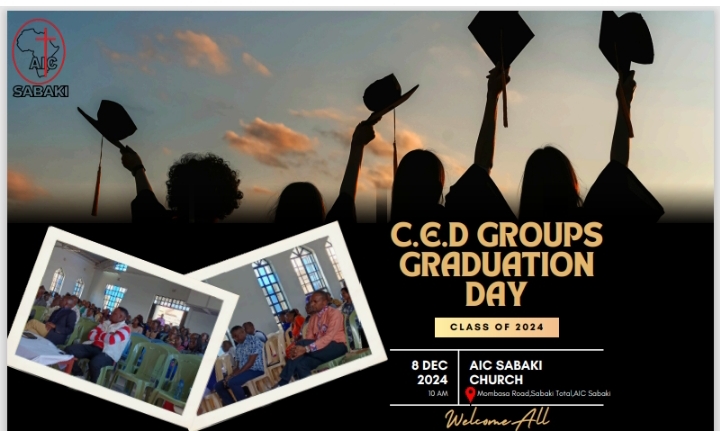 AIC
SABAKI
C.E.D GROUPS
GRADUATION
DAY
CLASS OF 2024
8 DEC
2024
10 AM
AIC SABAKI
CHURCH
Mombasa Road,Sabaki Total,AIC Sabaki
Welcome All